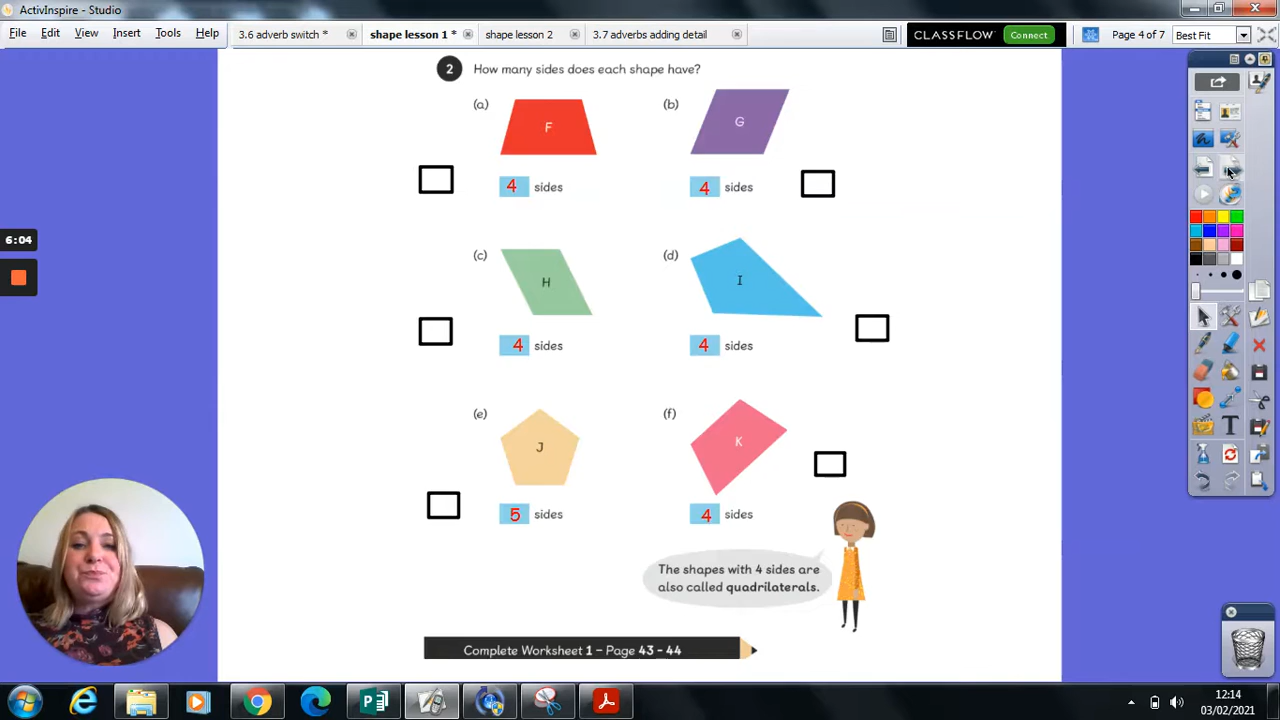 ActivInspire - Studio
File Edit View Insert Tools Help
3.6 adverb switch *
shape lesson 1 *
shape lesson 2
3.7 adverbs adding detail
CLASSFLOW Connect
Page 4 of 7
Best Fit
2 How many sides does each shape have?
(a) F
(b) G
4 sides
4 sides
6:04
(c) H
(d) I
4 sides
4 sides
(e) J
(f) K
5 sides
4 sides
The shapes with 4 sides are
also called quadrilaterals.
Complete Worksheet 1 – Page 43 - 44
12:14
03/02/2021